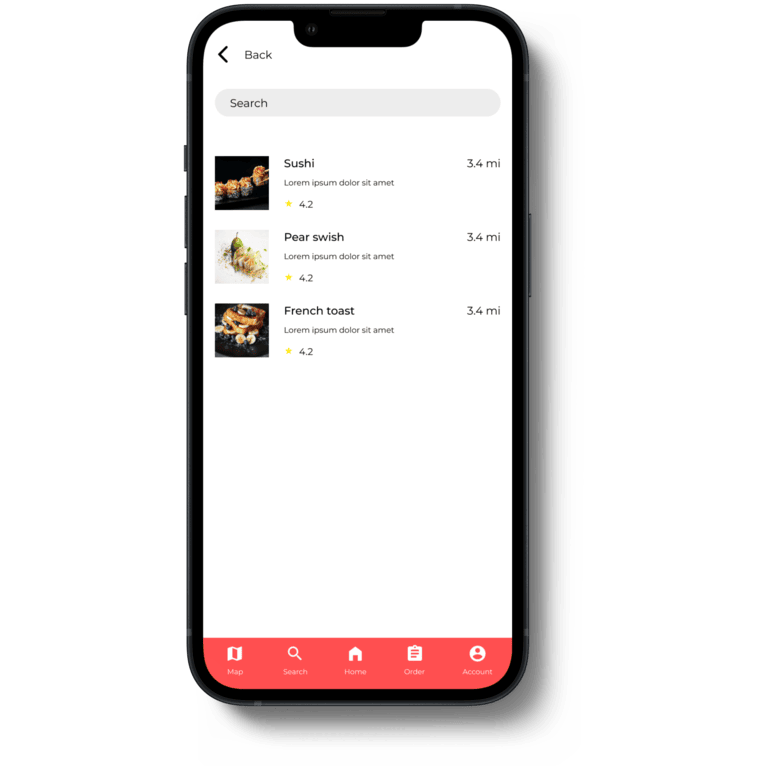 Back
Search
Sushi 3.4 mi
Lorem ipsum dolor sit amet
4.2
Pear swish 3.4 mi
Lorem ipsum dolor sit amet
4.2
French toast 3.4 mi
Lorem ipsum dolor sit amet
4.2
Map Search Home Order Account